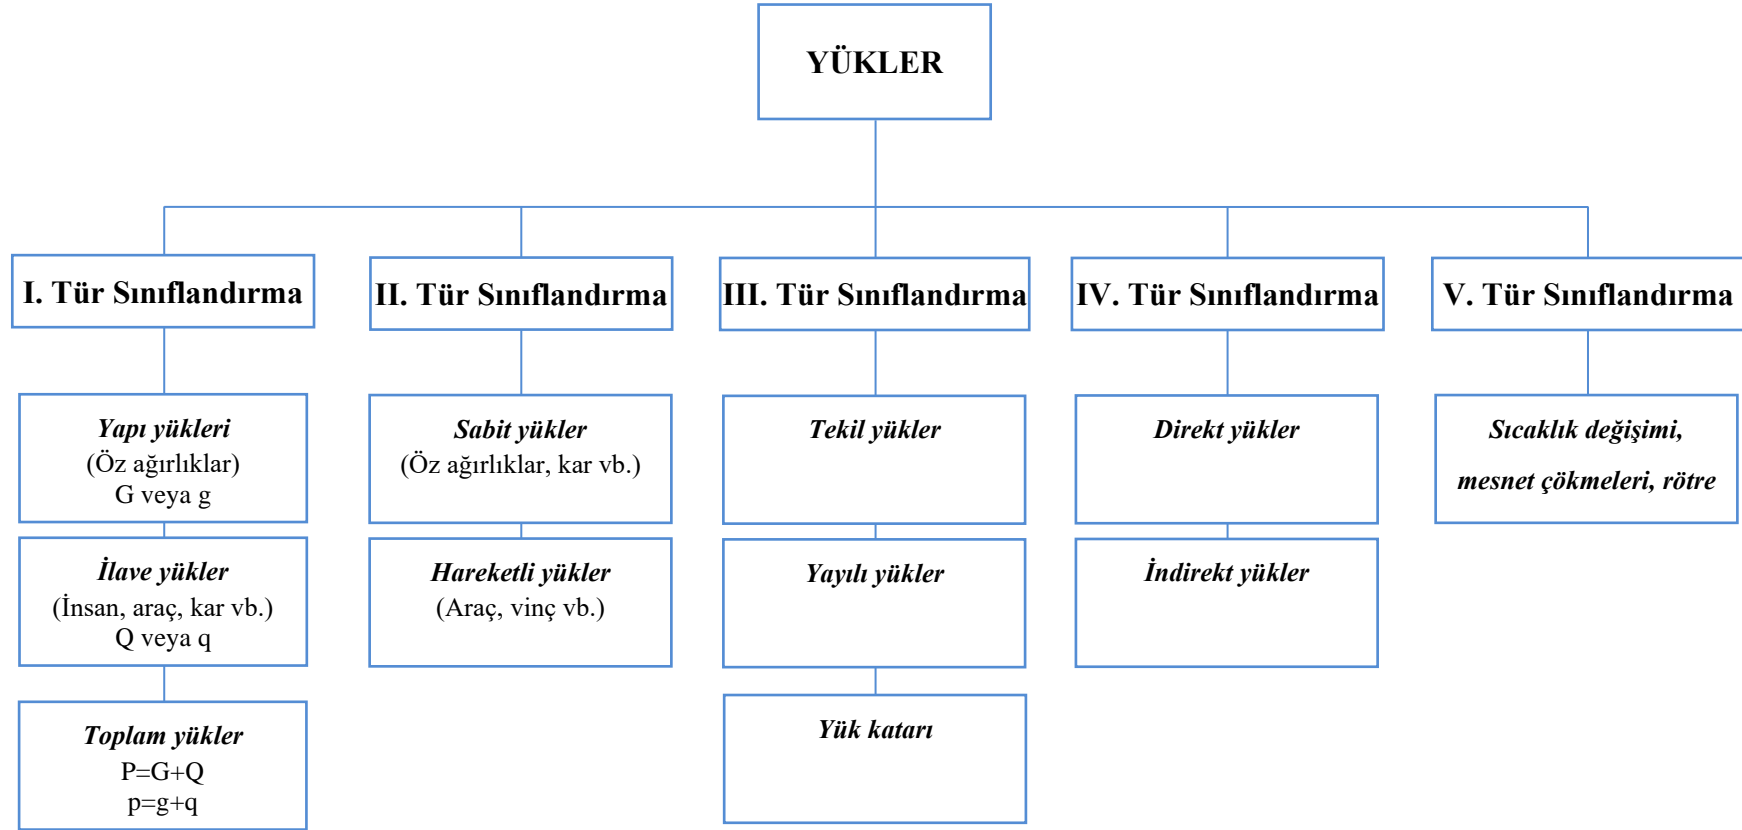 YÜKLER
I. Tür Sınıflandırma
II. Tür Sınıflandırma
III. Tür Sınıflandırma
IV. Tür Sınıflandırma
V. Tür Sınıflandırma
Yapı yükleri
(Öz ağırlıklar)
G veya g
İlave yükler
(İnsan, araç, kar vb.)
Q veya q
Toplam yükler
P=G+Q
p=g+q
Sabit yükler
(Öz ağırlıklar, kar vb.)
Hareketli yükler
(Araç, vinç vb.)
Tekil yükler
Yayılı yükler
Yük katarı
Direkt yükler
İndirekt yükler
Sıcaklık değişimi,
mesnet çökmeleri, rötre